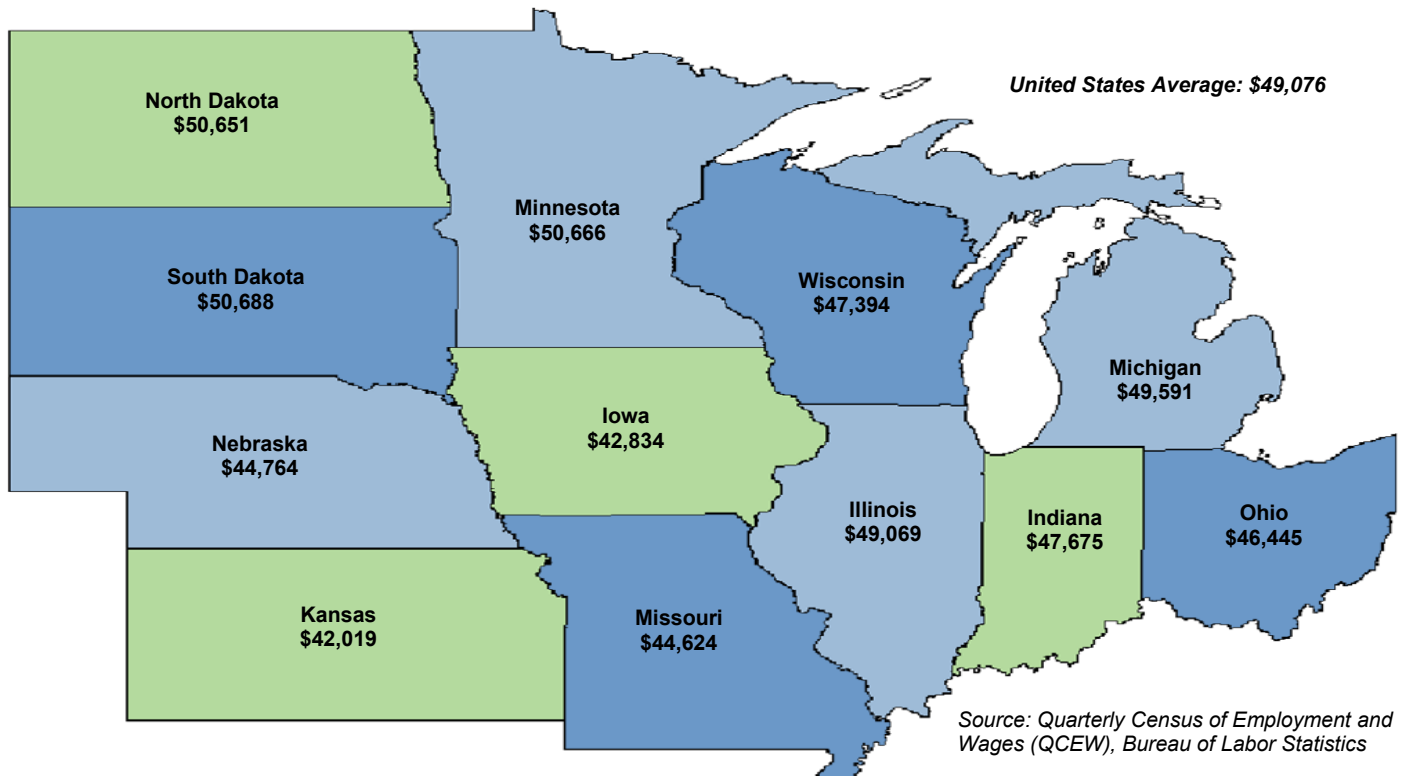 United States Average: $49,076
North Dakota
$50,651
Minnesota
$50,666
South Dakota
$50,688
Wisconsin
$47,394
Michigan
$49,591
Iowa
$42,834
Nebraska
$44,764
Illinois
$49,069
Indiana
$47,675
Ohio
$46,445
Kansas
$42,019
Missouri
$44,624
Source: Quarterly Census of Employment and
Wages (QCEW), Bureau of Labor Statistics